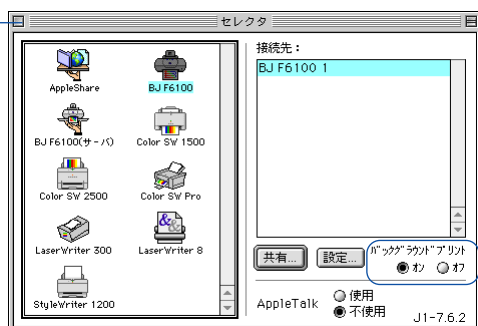 セレクタ
AppleShare
BJ F6100
BJ F6100(サーバ)
Color SW 1500
Color SW 2500
Color SW Pro
LaserWriter 300
LaserWriter 8
StyleWriter 1200
接続先：
BJ F6100 1
共有...
設定...
バックグラウンドプリント
オン
オフ
AppleTalk
使用
不使用
J1-7.6.2